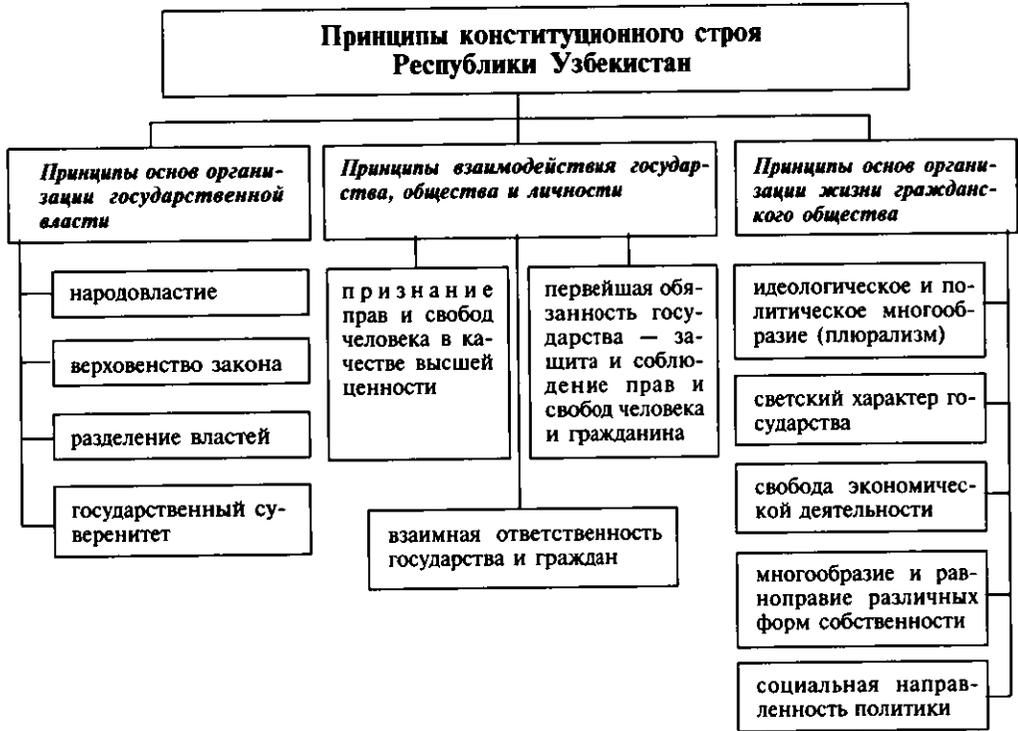 Принципы конституционного строя
Республики Узбекистан
Принципы основ органи-
зации государственной
власти
народовластие
верховенство закона
разделение властей
государственный су-
веренитет
Принципы взаимодействия государ-
ства, общества и личности
признание
прав и свобод
человека в ка-
честве высшей
ценности
первейшая обя-
занность госу-
дарства — за-
щита и соблю-
дение прав и
свобод человека
и гражданина
взаимная ответственность
государства и граждан
Принципы основ органи-
зации жизни гражданс-
кого общества
идеологическое и по-
литическое многооб-
разие (плюрализм)
светский характер го-
сударства
свобода экономичес-
кой деятельности
многообразие и рав-
ноправие различных
форм собственности
социальная направ-
ленность политики